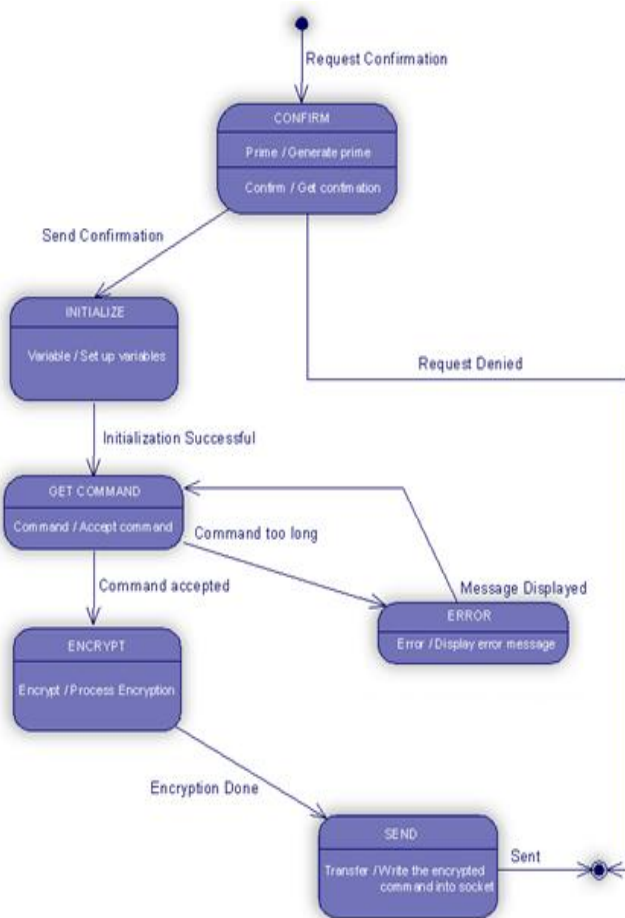 Request Confirmation
CONFIRM
Prime / Generate prime
Confirm / Get confimation
Send Confirmation
INITIALIZE
Variable / Set up variables
Request Denied
Initialization Successful
GET COMMAND
Command / Accept command
Command too long
Command accepted
Message Displayed
ERROR
Error / Display error message
ENCRYPT
Encrypt / Process Encryption
Encryption Done
SEND
Transfer / Write the encrypted
command into socket
Sent